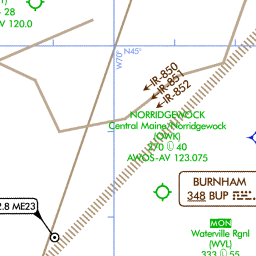 - 28
AV 120.0
N45°
W70°
IR-850
IR-851
IR-852
NORRIDGEWOCK
Central Maine/Norridgewock
(OWK)
270 40
AWOS-AV 123.075
BURNHAM
348 BUP
2.8 ME23
MON
Waterville Rgnl
(WVL)
333 55